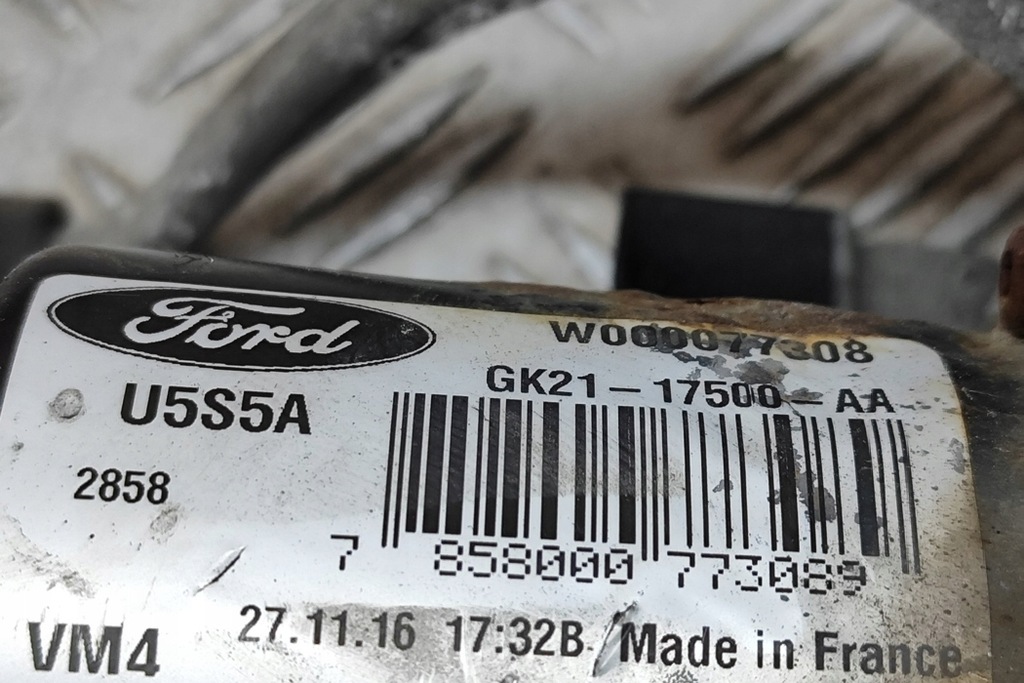 Ford
W000077308
GK21-17500-AA
U5S5A
2858
7 858000 773089
27.11.16 17:32B
Made in France
VM4